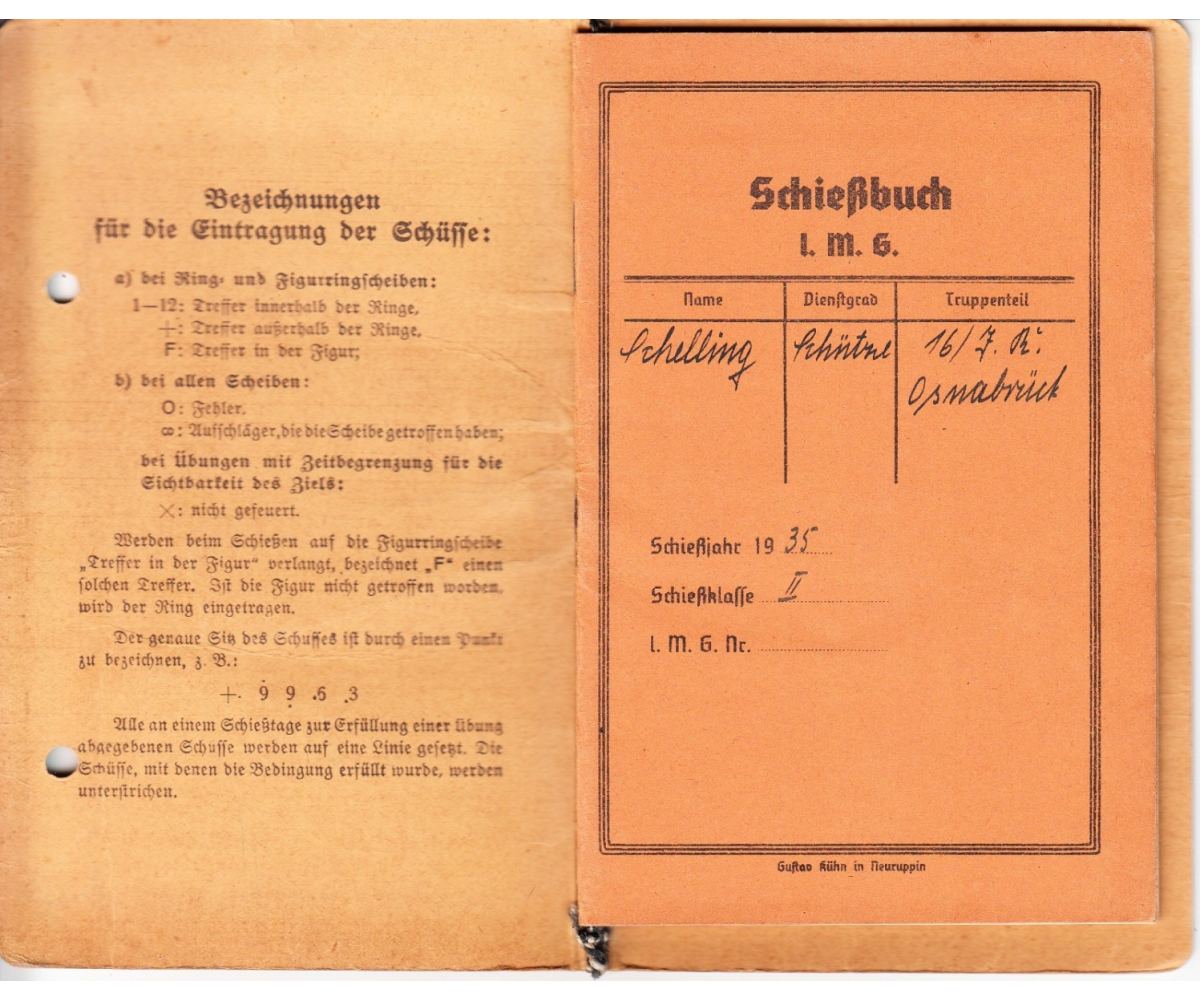 Bezeichnungen
für die Eintragung der Schüsse:
a) bei Ring- und Figurringscheiben:
1—12: Treffer innerhalb der Ringe,
+: Treffer außerhalb der Ringe,
F: Treffer in der Figur;
b) bei allen Scheiben:
O: Fehler,
∞: Aufschläger, die die Scheibe getroffen haben;
bei Übungen mit Zeitbegrenzung für die
Sichtbarkeit des Ziels:
×: nicht gefeuert.
Werden beim Schießen auf die Figurringscheibe
„Treffer in der Figur“ verlangt, bezeichnet „F“ einen
solchen Treffer. Ist die Figur nicht getroffen worden,
wird der Ring eingetragen.
Der genaue Sitz des Schusses ist durch einen Punkt
zu bezeichnen, z. B.:
+. 9 9 .6 .3
Alle an einem Schießtage zur Erfüllung einer Übung
abgegebenen Schüsse werden auf eine Linie gesetzt. Die
Schüsse, mit denen die Bedingung erfüllt wurde, werden
unterstrichen.
Schießbuch
l. M. G.
Name Dienstgrad Truppenteil
Schelling Schütze 16/ J. R.
Osnabrück
Schießjahr 19 35
Schießklasse II
l. M. G. Nr.
Gustav Kühn in Neuruppin